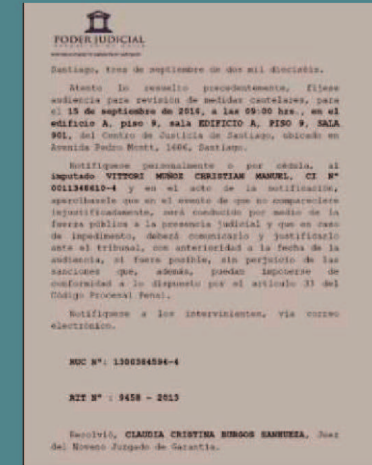 PODER JUDICIAL
Santiago, tres de septiembre de dos mil dieciséis.
Atento lo resuelto precedentemente, fíjese
audiencia para revisión de medidas cautelares, para
el 15 de septiembre de 2016, a las 09:00 hrs., en el
edificio A, piso 9, sala EDIFICIO A, PISO 9, SALA
901, del Centro de Justicia de Santiago, ubicado en
Avenida Pedro Montt, 1606, Santiago.
Notifíquese personalmente o por cédula, al
imputado VITTORI MUÑOZ CHRISTIAN MANUEL, CI N°
y en el acto de la notificación,
apercíbasele que en el evento de que no compareciere
injustificadamente, será conducido por medio de la
fuerza pública a la presencia judicial y que en caso
de impedimento, deberá comunicarlo y justificarlo
ante el tribunal, con anterioridad a la fecha de la
audiencia, si fuere posible, sin perjuicio de las
sanciones que, además, puedan imponerse de
conformidad a lo dispuesto por el artículo 33 del
Código Procesal Penal.
Notifíquese a los intervinientes, vía correo
electrónico.
RUC N°:
RIT N° : 9458 - 2013
Resolvió, CLAUDIA CRISTINA BURGOS SANHUEZA, Juez
del Noveno Juzgado de Garantía.